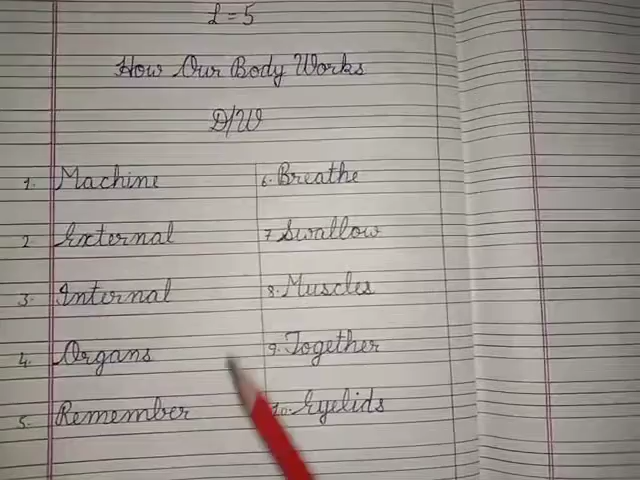 L = 5
How Our Body Works
D/W
1. Machine
2 External
3. Internal
4. Organs
5. Remember
6. Breathe
7 Swallow
8. Muscles
9. Together
10. Eyelids